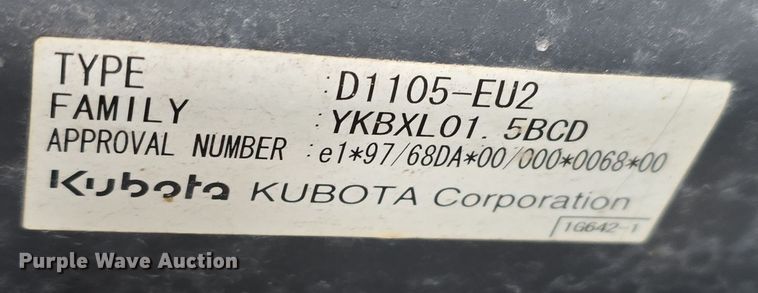 TYPE :D1105-EU2
FAMILY :YKBXL01.5BCD
APPROVAL NUMBER :e1*97/68DA*00/000*0068*00
Kubota KUBOTA Corporation
1G642-1
Purple Wave Auction